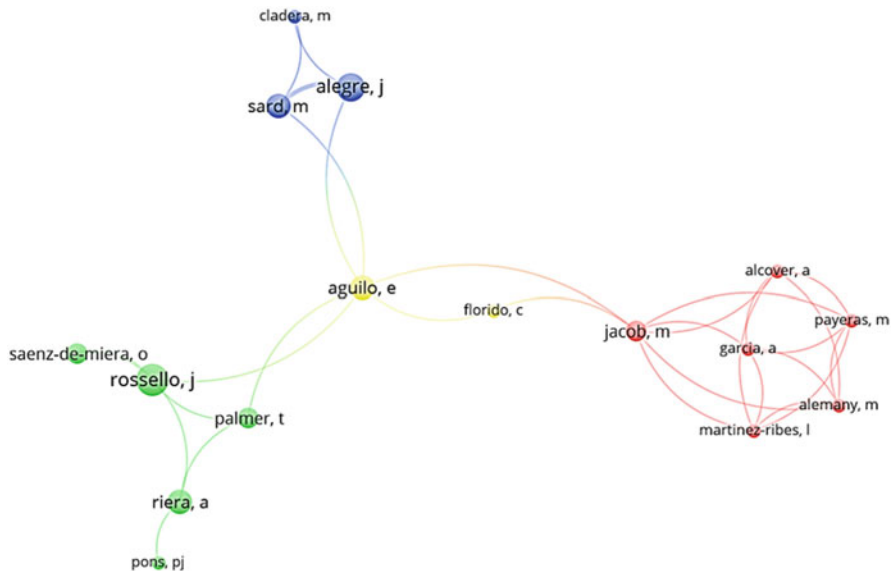 cladera, m
alegre, j
sard, m
aguilo, e
florido, c
alcover, a
payeras, m
jacob, m
garcia, a
alemany, m
martinez-ribes, l
saenz-de-miera, o
rossello, j
palmer, t
riera, a
pons, pj